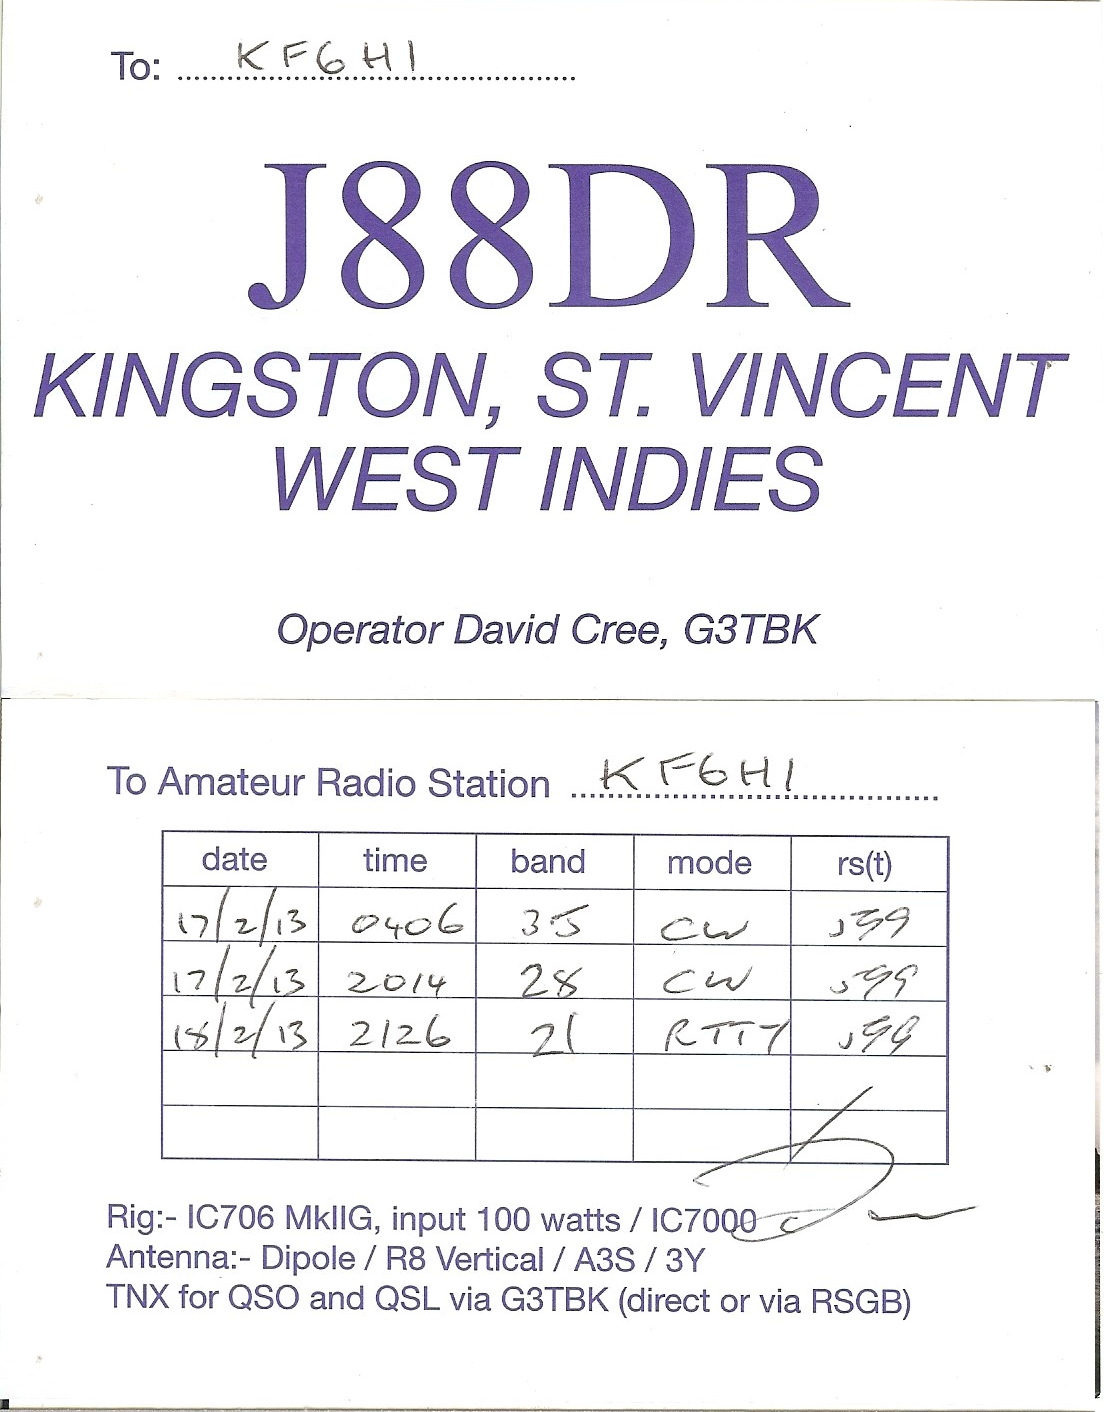 To: KF6HI
J88DR
KINGSTON, ST. VINCENT
WEST INDIES
Operator David Cree, G3TBK
To Amateur Radio Station KF6HI
date time band mode rs(t)
17/2/13 0406 35 CW 599
17/2/13 2014 28 CW 599
18/2/13 2126 21 RTTY 599
Rig:- IC706 MkIIG, input 100 watts / IC7000
Antenna:- Dipole / R8 Vertical / A3S / 3Y
TNX for QSO and QSL via G3TBK (direct or via RSGB)